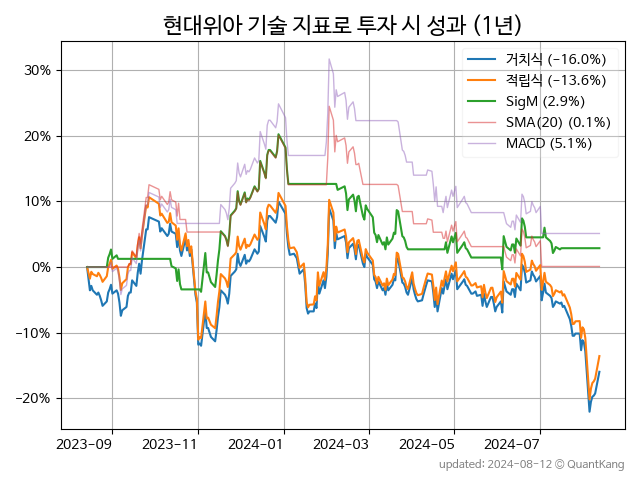 현대위아 기술 지표로 투자 시 성과 (1년)
거치식 (−16.0%)
적립식 (−13.6%)
SigM (2.9%)
SMA(20) (0.1%)
MACD (5.1%)
30%
20%
10%
0%
−10%
−20%
2023-09
2023-11
2024-01
2024-03
2024-05
2024-07
updated: 2024-08-12 © QuantKang